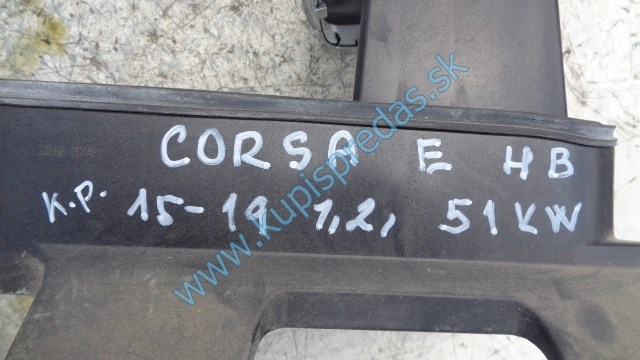 CORSA E HB
K.P. 15-19 1,2, 51KW
www.kupispredas.sk